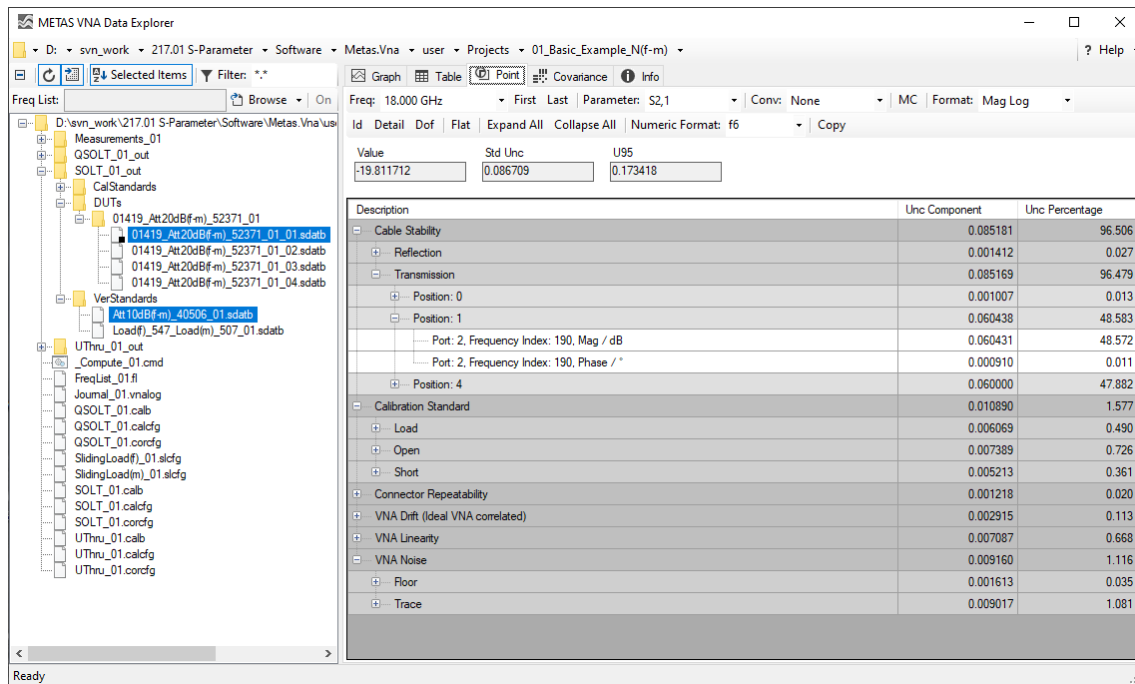 METAS VNA Data Explorer
D: svn_work 217.01 S-Parameter Software Metas.Vna user Projects 01_Basic_Example_N(f-m) ? Help
Selected Items Filter: *.* Graph Table Point Covariance Info
Freq List: Browse On Freq: 18.000 GHz First Last Parameter: S2,1 Conv: None MC Format: Mag Log
Id Detail Dof Flat Expand All Collapse All Numeric Format: f6 Copy
D:\svn_work\217.01 S-Parameter\Software\Metas.Vna\us
Measurements_01
QSOLT_01_out
SOLT_01_out
CalStandards
DUTs
01419_Att20dB(f-m)_52371_01
01419_Att20dB(f-m)_52371_01_01.sdatb
01419_Att20dB(f-m)_52371_01_02.sdatb
01419_Att20dB(f-m)_52371_01_03.sdatb
01419_Att20dB(f-m)_52371_01_04.sdatb
VerStandards
Att10dB(f-m)_40506_01.sdatb
Load(f)_547_Load(m)_507_01.sdatb
UThru_01_out
_Compute_01.cmd
FreqList_01.fl
Journal_01.vnalog
QSOLT_01.calb
QSOLT_01.calcfg
QSOLT_01.corcfg
SlidingLoad(f)_01.slcfg
SlidingLoad(m)_01.slcfg
SOLT_01.calb
SOLT_01.calcfg
SOLT_01.corcfg
UThru_01.calb
UThru_01.calcfg
UThru_01.corcfg
Value Std Unc U95
-19.811712 0.086709 0.173418
Description Unc Component Unc Percentage
Cable Stability 0.085181 96.506
Reflection 0.001412 0.027
Transmission 0.085169 96.479
Position: 0 0.001007 0.013
Position: 1 0.060438 48.583
Port: 2, Frequency Index: 190, Mag / dB 0.060431 48.572
Port: 2, Frequency Index: 190, Phase / ° 0.000910 0.011
Position: 4 0.060000 47.882
Calibration Standard 0.010890 1.577
Load 0.006069 0.490
Open 0.007389 0.726
Short 0.005213 0.361
Connector Repeatability 0.001218 0.020
VNA Drift (Ideal VNA correlated) 0.002915 0.113
VNA Linearity 0.007087 0.668
VNA Noise 0.009160 1.116
Floor 0.001613 0.035
Trace 0.009017 1.081
Ready